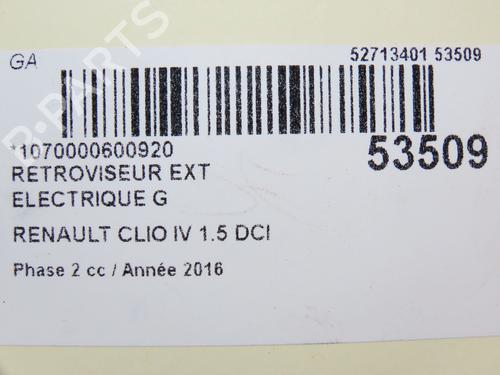 GA
52713401 53509
*1070000600920
53509
RETROVISEUR EXT
ELECTRIQUE G
RENAULT CLIO IV 1.5 DCI
Phase 2 cc / Année 2016
B-PARTS